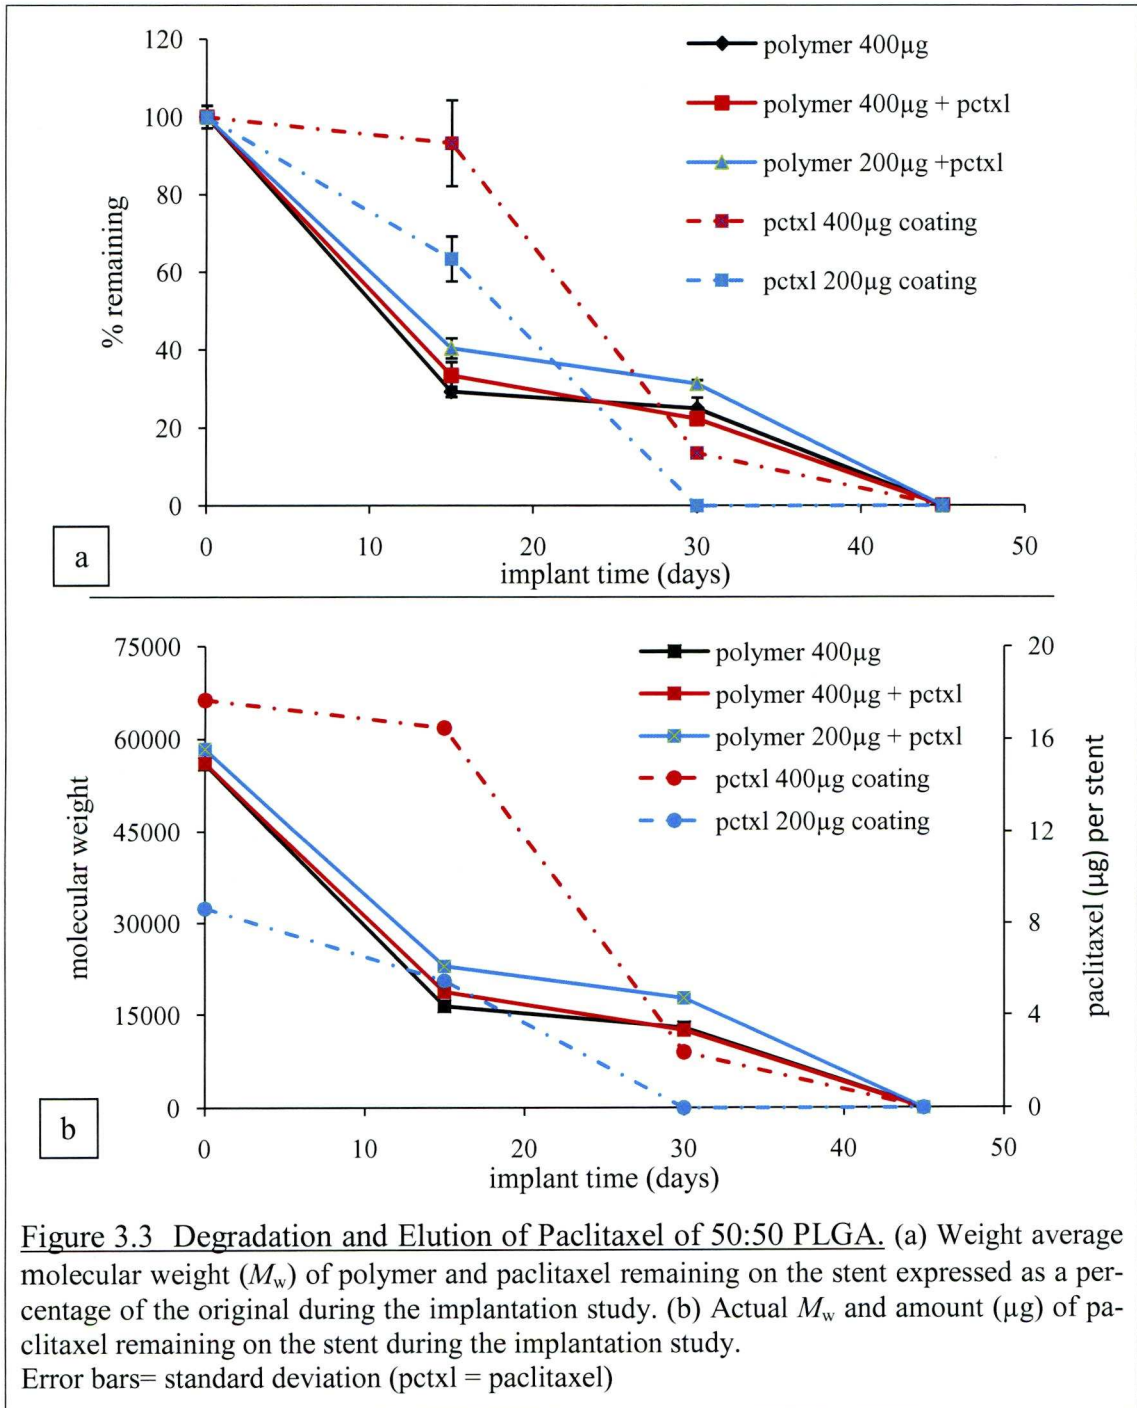 120
100
80
60
40
20
0
% remaining
0 10 20 30 40 50
implant time (days)
polymer 400µg
polymer 400µg + pctxl
polymer 200µg +pctxl
pctxl 400µg coating
pctxl 200µg coating
a
75000
60000
45000
30000
15000
0
molecular weight
0 10 20 30 40 50
implant time (days)
polymer 400µg
polymer 400µg + pctxl
polymer 200µg + pctxl
pctxl 400µg coating
pctxl 200µg coating
20
16
12
8
4
0
paclitaxel (µg) per stent
b
Figure 3.3 Degradation and Elution of Paclitaxel of 50:50 PLGA. (a) Weight average
molecular weight (Mw) of polymer and paclitaxel remaining on the stent expressed as a per-
centage of the original during the implantation study. (b) Actual Mw and amount (µg) of pa-
clitaxel remaining on the stent during the implantation study.
Error bars= standard deviation (pctxl = paclitaxel)